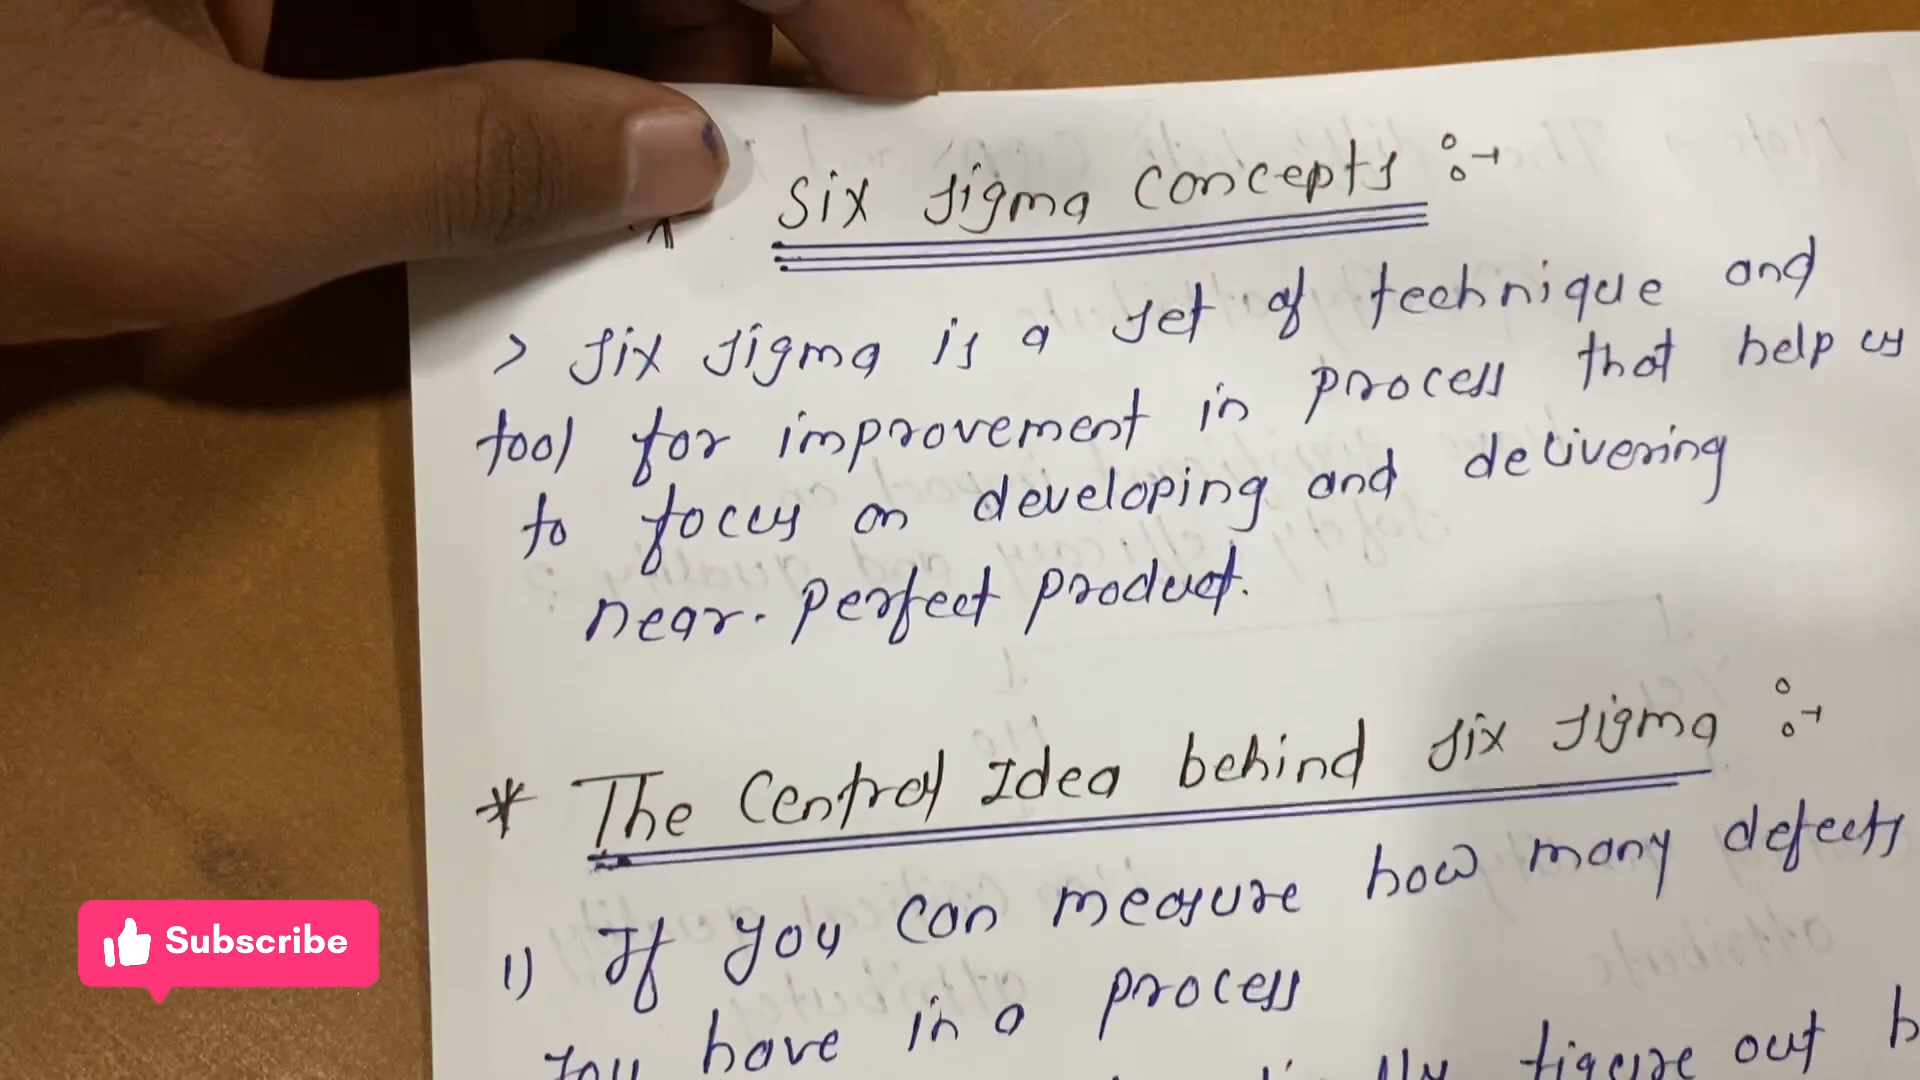 Six Sigma Concepts :-
> Six Sigma is a set of technique and
tool for improvement in process that help us
to focus on developing and delivering
near-perfect product.
* The Central Idea behind Six Sigma :-
1) If you can measure how many defects
you have in a process
figure out
Subscribe